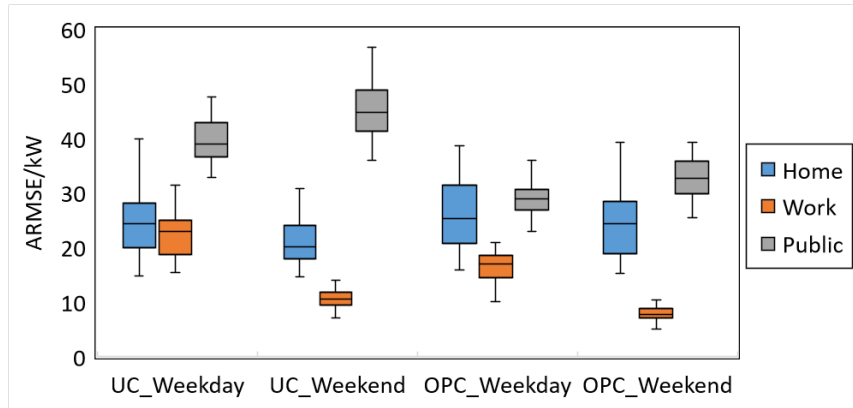 60
50
40
30
20
10
0
ARMSE/kW
UC_Weekday UC_Weekend OPC_Weekday OPC_Weekend
Home
Work
Public